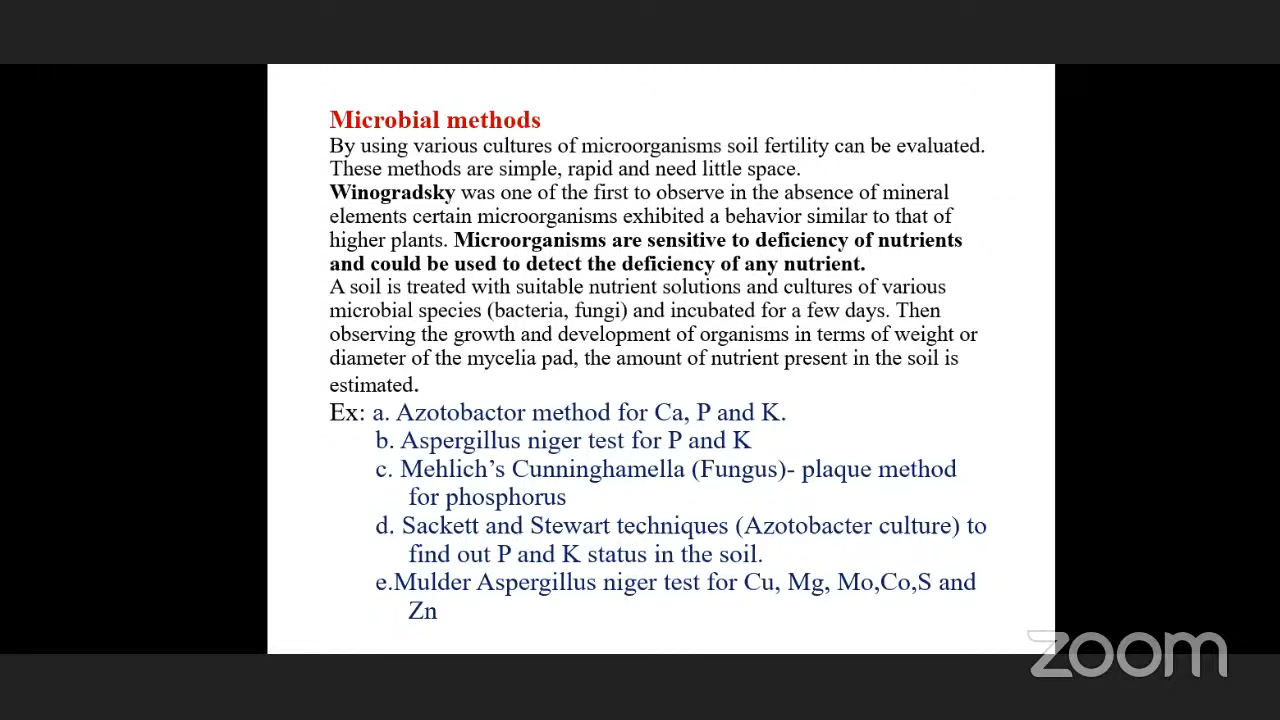 Microbial methods
By using various cultures of microorganisms soil fertility can be evaluated.
These methods are simple, rapid and need little space.
Winogradsky was one of the first to observe in the absence of mineral
elements certain microorganisms exhibited a behavior similar to that of
higher plants. Microorganisms are sensitive to deficiency of nutrients
and could be used to detect the deficiency of any nutrient.
A soil is treated with suitable nutrient solutions and cultures of various
microbial species (bacteria, fungi) and incubated for a few days. Then
observing the growth and development of organisms in terms of weight or
diameter of the mycelia pad, the amount of nutrient present in the soil is
estimated.
Ex: a. Azotobactor method for Ca, P and K.
b. Aspergillus niger test for P and K
c. Mehlich’s Cunninghamella (Fungus)- plaque method
for phosphorus
d. Sackett and Stewart techniques (Azotobacter culture) to
find out P and K status in the soil.
e.Mulder Aspergillus niger test for Cu, Mg, Mo,Co,S and
Zn
zoom